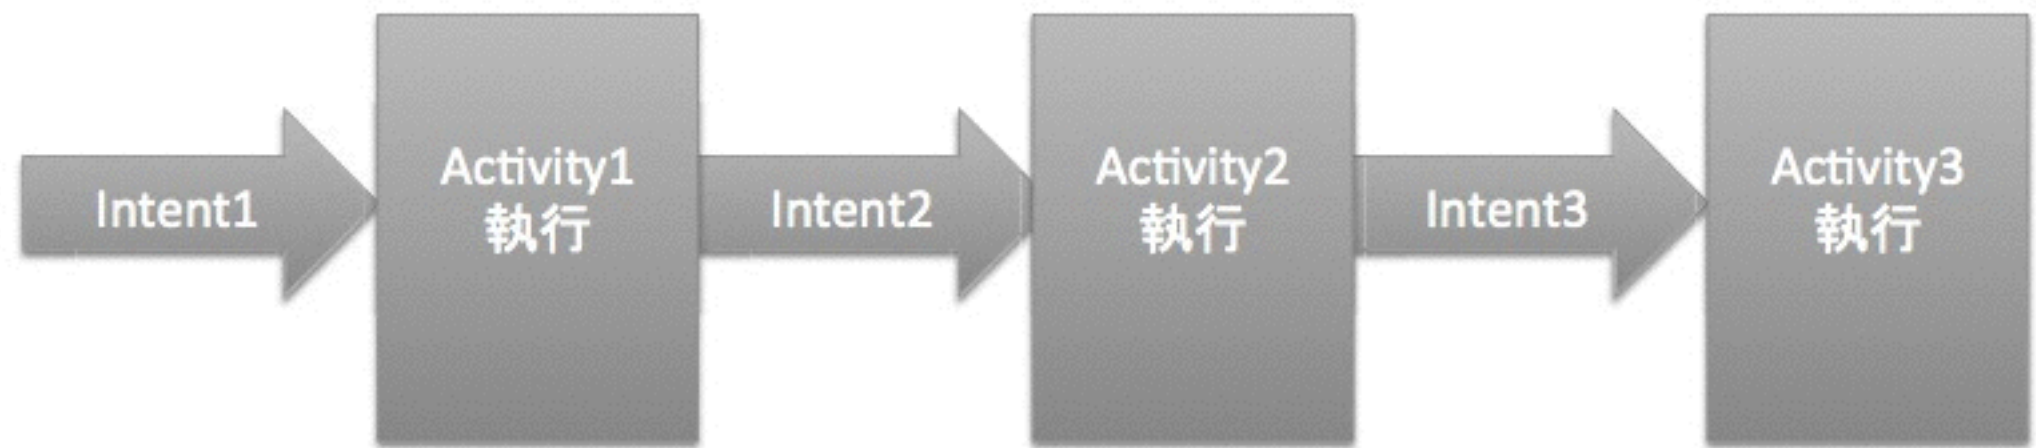 Intent1
Activity1
執行
Intent2
Activity2
執行
Intent3
Activity3
執行